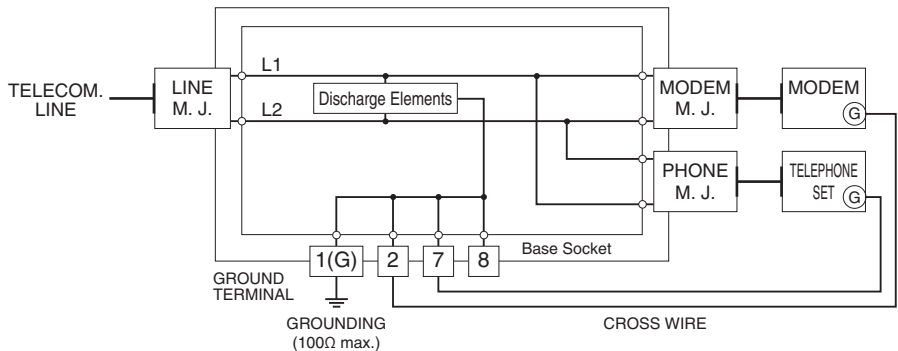 TELECOM.
LINE
LINE
M. J.
L1
L2
Discharge Elements
MODEM
M. J.
MODEM
G
PHONE
M. J.
TELEPHONE
SET
G
Base Socket
1(G)
2
7
8
GROUND
TERMINAL
GROUNDING
(100Ω max.)
CROSS WIRE